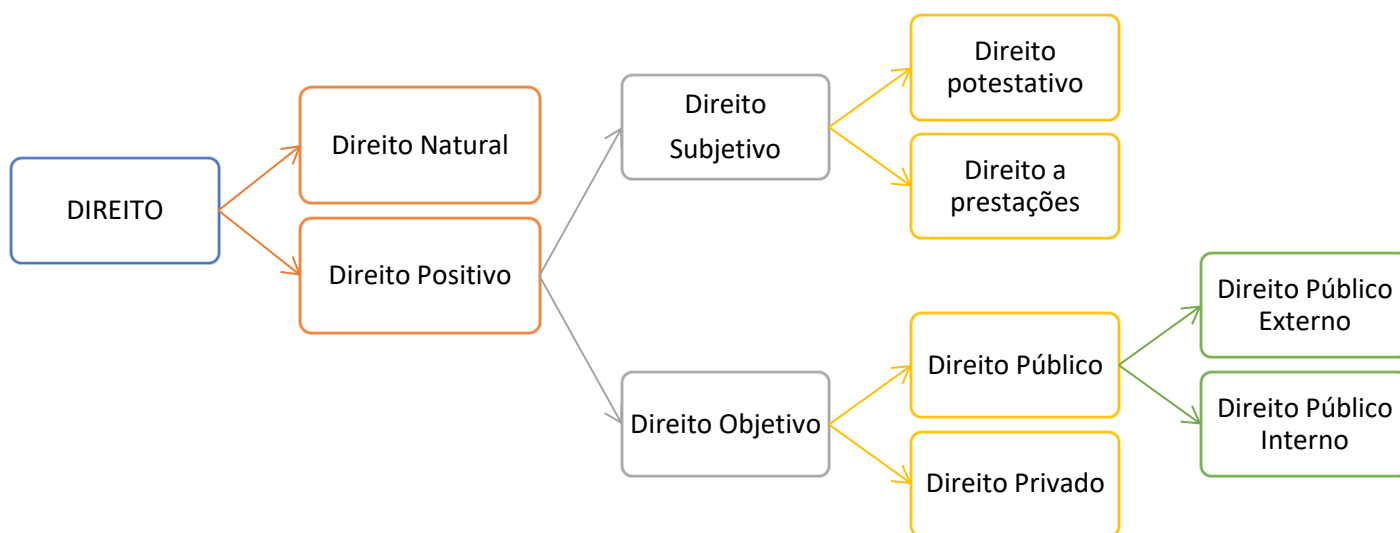 DIREITO
Direito Natural
Direito Positivo
Direito
Subjetivo
Direito Objetivo
Direito
potestativo
Direito a
prestações
Direito Público
Direito Privado
Direito Público
Externo
Direito Público
Interno